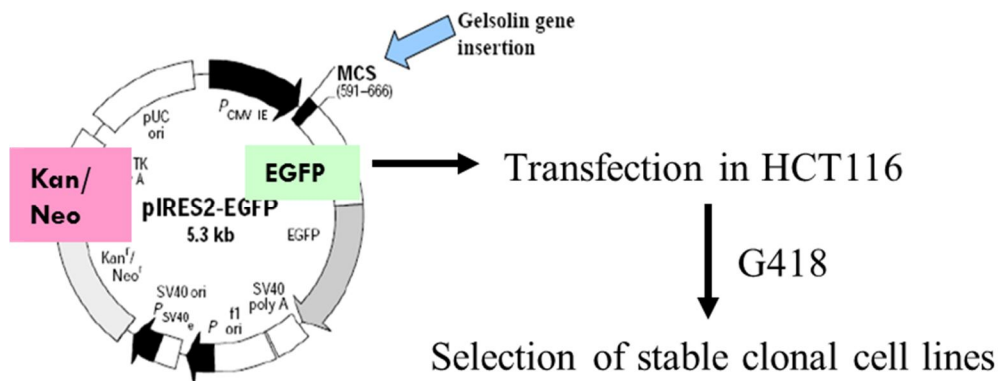 Gelsolin gene
insertion
MCS
(591–666)
P CMV IE
pUC
ori
TK
A
Kan/
Neo
EGFP
pIRES2-EGFP
5.3 kb
EGFP
Kanʳ/
Neoʳ
SV40 ori
P SV40 e
P
f1
ori
SV40
poly A
Transfection in HCT116
G418
Selection of stable clonal cell lines